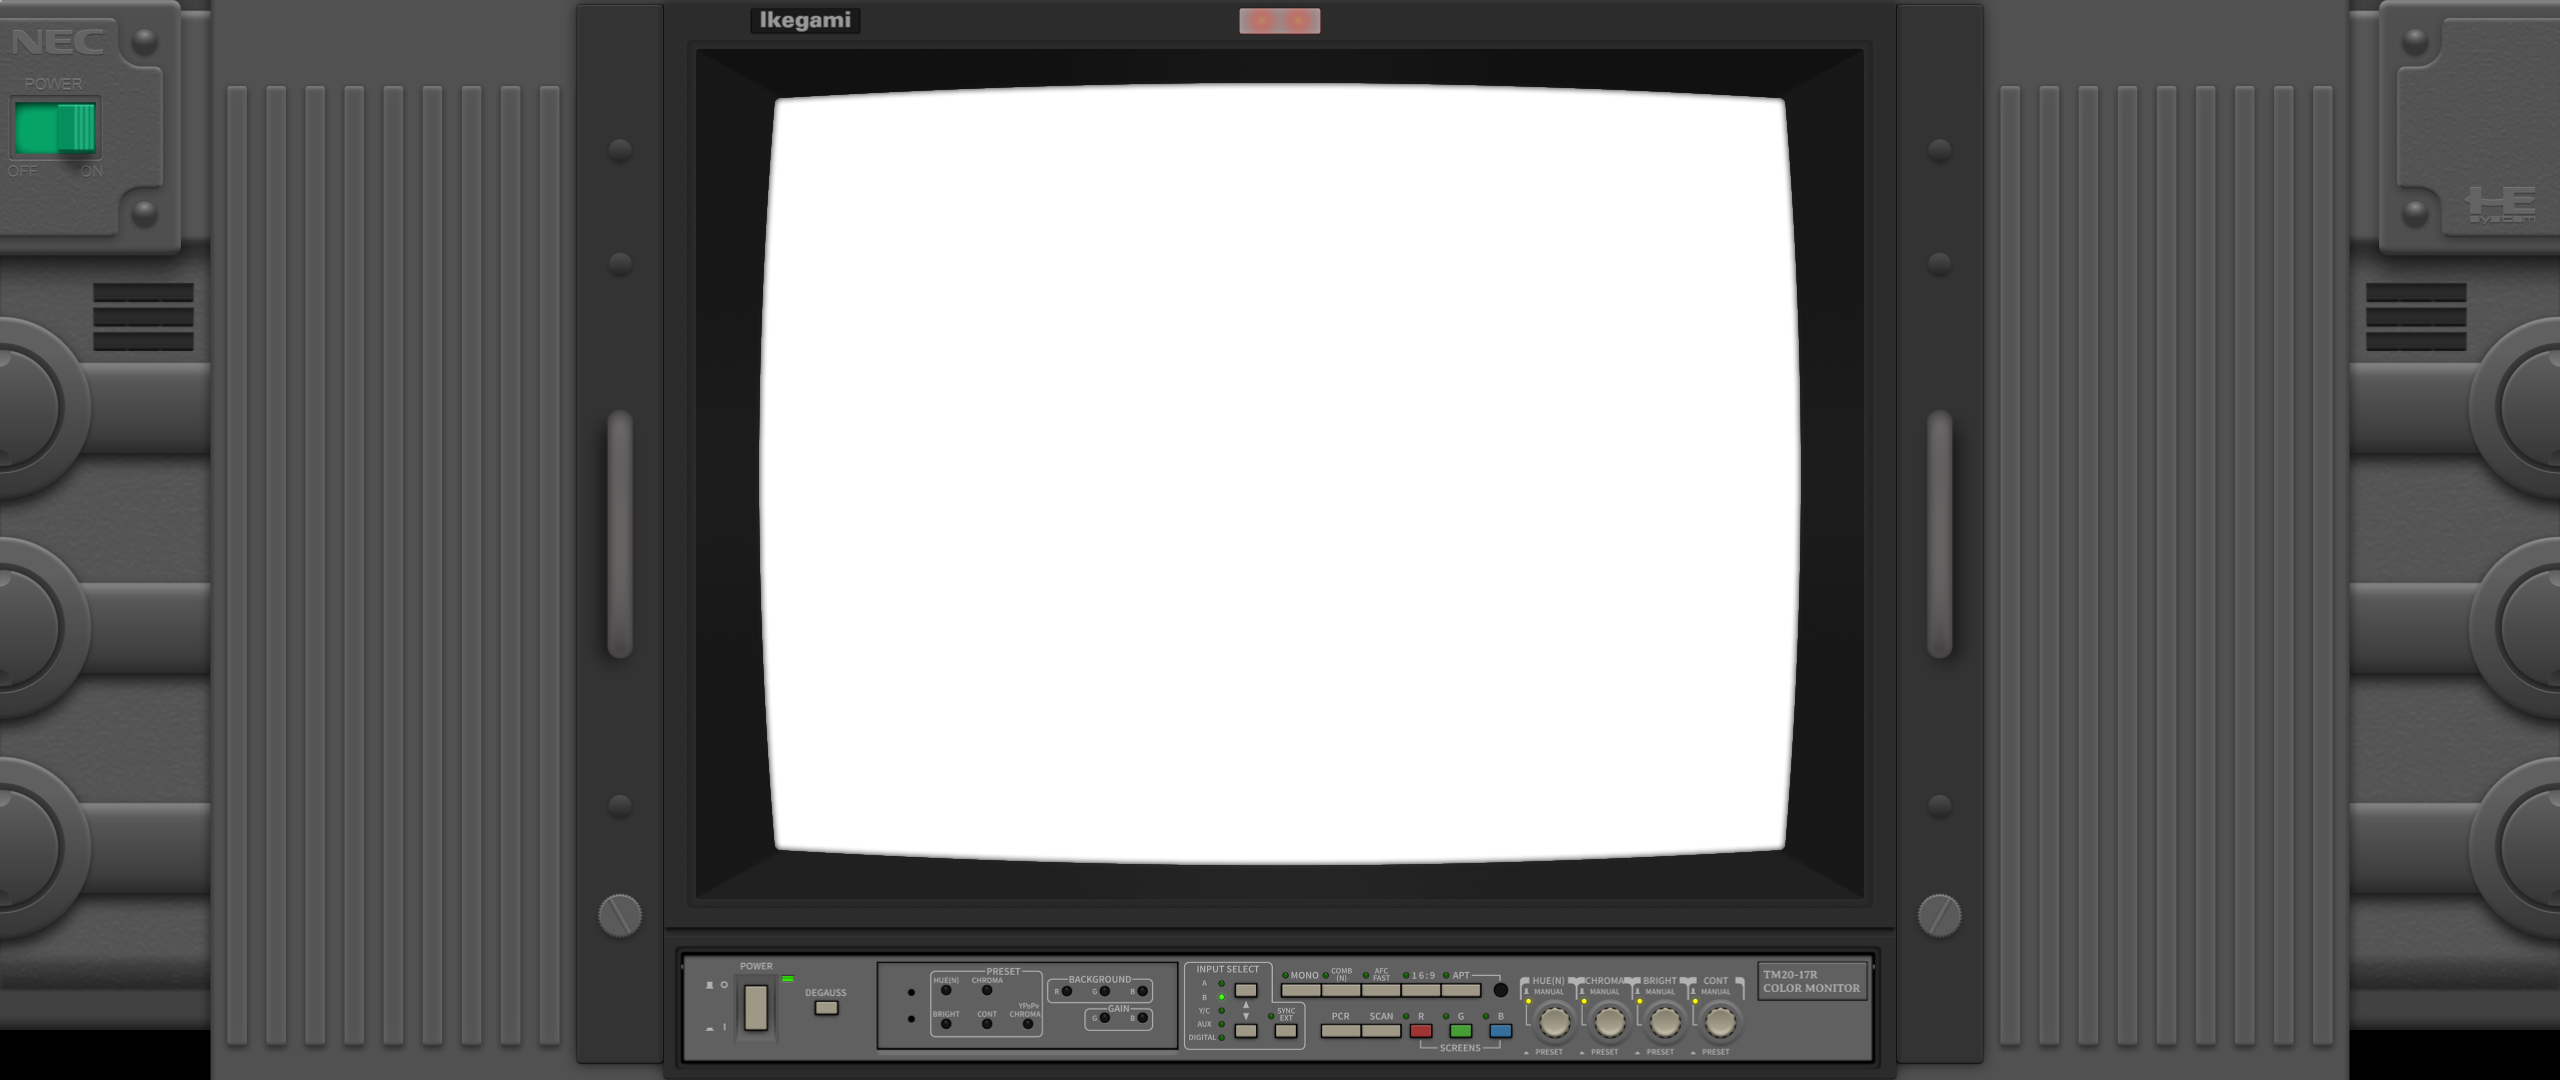 Ikegami
NEC
POWER
OFF ON
HE
system
POWER
DEGAUSS
PRESET
HUE(N) CHROMA
BRIGHT CONT YPBPR CHROMA
BACKGROUND
R G B
GAIN
G B
INPUT SELECT
A
B
Y/C
AUX
DIGITAL
SYNC
EXT
MONO COMB (N) AFC FAST 16:9 APT
PCR SCAN R G B
SCREENS
HUE(N) CHROMA BRIGHT CONT
MANUAL MANUAL MANUAL MANUAL
PRESET PRESET PRESET PRESET
TM20-17R
COLOR MONITOR